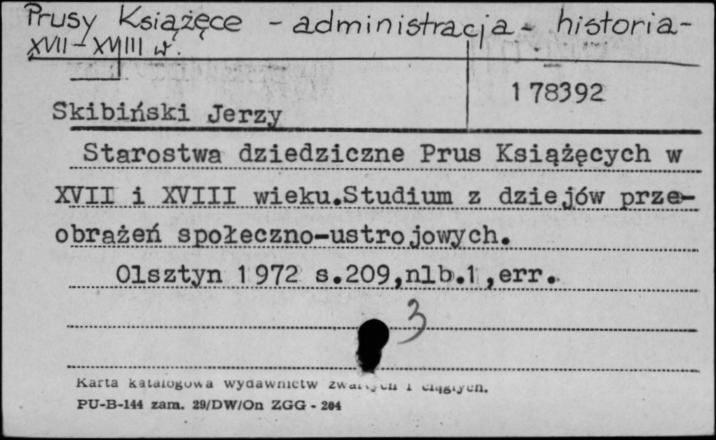 Prusy Książęce - administracja - historia -
XVII - XVIII w.
178392
Skibiński Jerzy
Starostwa dziedziczne Prus Książęcych w
XVII i XVIII wieku.Studium z dziejów prze-
obrażeń społeczno-ustrojowych.
Olsztyn 1972 s.209,nlb.1,err.
3
Karta katalogowa wydawnictw zwartych i ciągłych.
PU-B-144 zam. 29/DW/On ZGG - 204